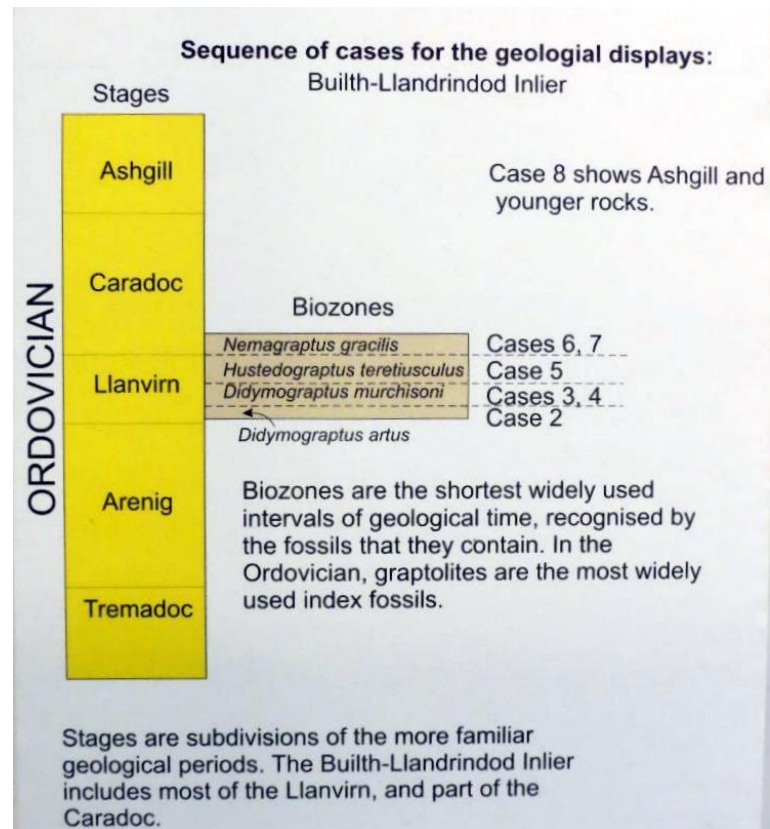 Sequence of cases for the geologial displays:
Builth-Llandrindod Inlier
Stages
Ashgill
Case 8 shows Ashgill and
younger rocks.
ORDOVICIAN
Caradoc
Biozones
Nemagraptus gracilis
Cases 6, 7
Llanvirn
Hustedograptus teretiusculus
Case 5
Didymograptus murchisoni
Cases 3, 4
Case 2
Didymograptus artus
Arenig
Biozones are the shortest widely used
intervals of geological time, recognised by
the fossils that they contain. In the
Ordovician, graptolites are the most widely
used index fossils.
Tremadoc
Stages are subdivisions of the more familiar
geological periods. The Builth-Llandrindod Inlier
includes most of the Llanvirn, and part of the
Caradoc.